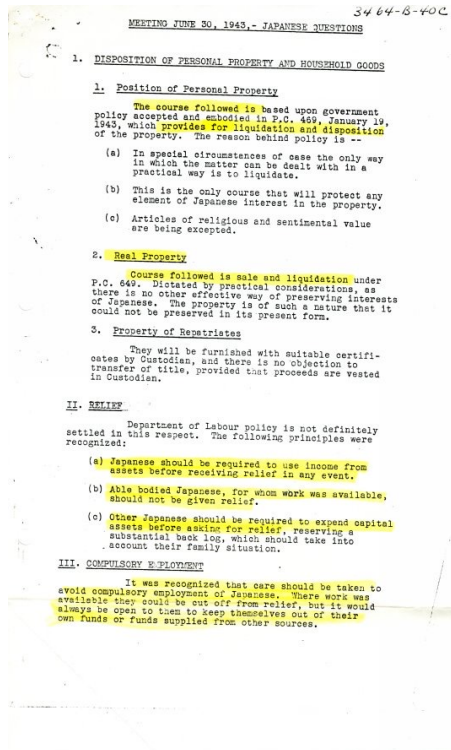 3464-B-40C
MEETING JUNE 30, 1943,- JAPANESE QUESTIONS
1. DISPOSITION OF PERSONAL PROPERTY AND HOUSEHOLD GOODS
1. Position of Personal Property
The course followed is based upon government
policy accepted and embodied in P.C. 469, January 19,
1943, which provides for liquidation and disposition
of the property. The reason behind policy is --
(a) In special circumstances of case the only way
in which the matter can be dealt with in a
practical way is to liquidate.
(b) This is the only course that will protect any
element of Japanese interest in the property.
(c) Articles of religious and sentimental value
are being excepted.
2. Real Property
Course followed is sale and liquidation under
P.C. 649. Dictated by practical considerations, as
there is no other effective way of preserving interests
of Japanese. The property is of such a nature that it
could not be preserved in its present form.
3. Property of Repatriates
They will be furnished with suitable certifi-
cates by Custodian, and there is no objection to
transfer of title, provided that proceeds are vested
in Custodian.
II. RELIEF
Department of Labour policy is not definitely
settled in this respect. The following principles were
recognized:
(a) Japanese should be required to use income from
assets before receiving relief in any event.
(b) Able bodied Japanese, for whom work was available,
should not be given relief.
(c) Other Japanese should be required to expend capital
assets before asking for relief, reserving a
substantial back log, which should take into
account their family situation.
III. COMPULSORY EMPLOYMENT
It was recognized that care should be taken to
avoid compulsory employment of Japanese. Where work was
available they could be cut off from relief, but it would
always be open to them to keep themselves out of their
own funds or funds supplied from other sources.